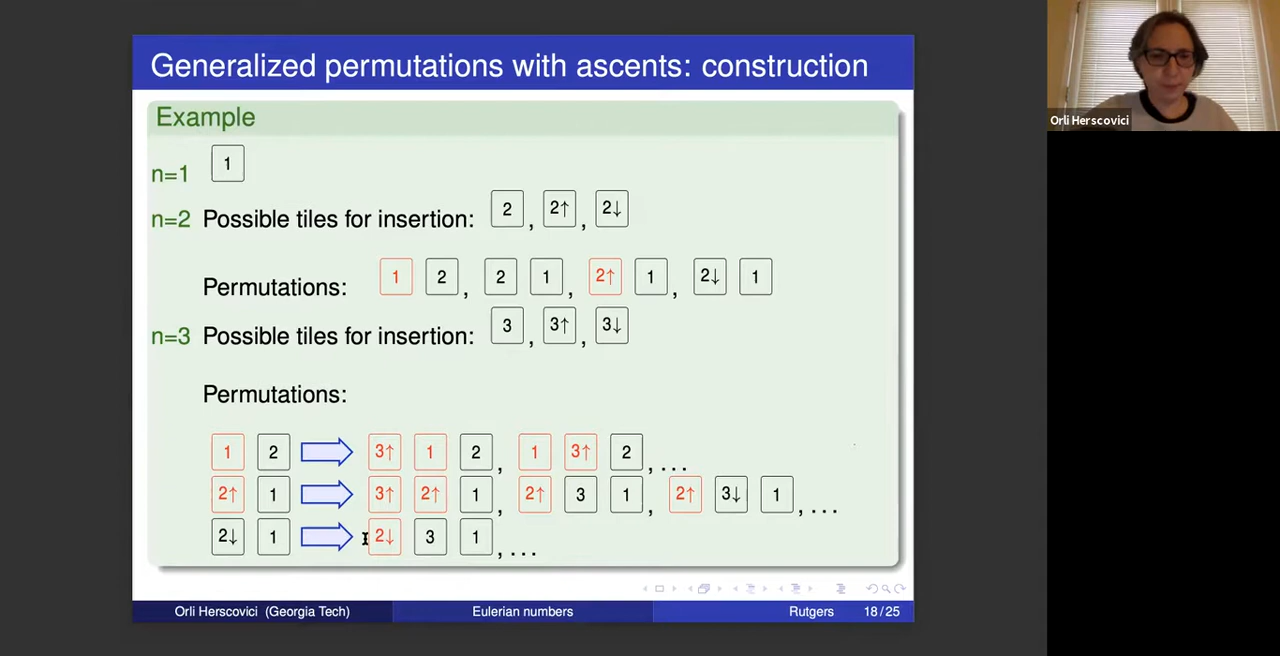 Generalized permutations with ascents: construction
Orli Herscovici
Example
n=1 1
n=2 Possible tiles for insertion: 2 , 2↑ , 2↓
Permutations: 1 2 , 2 1 , 2↑ 1 , 2↓ 1
n=3 Possible tiles for insertion: 3 , 3↑ , 3↓
Permutations:
1 2 3↑ 1 2 , 1 3↑ 2 , ...
2↑ 1 3↑ 2↑ 1 , 2↑ 3 1 , 2↑ 3↓ 1 , ...
2↓ 1 2↓ 3 1 , ...
Orli Herscovici (Georgia Tech) Eulerian numbers Rutgers 18/25